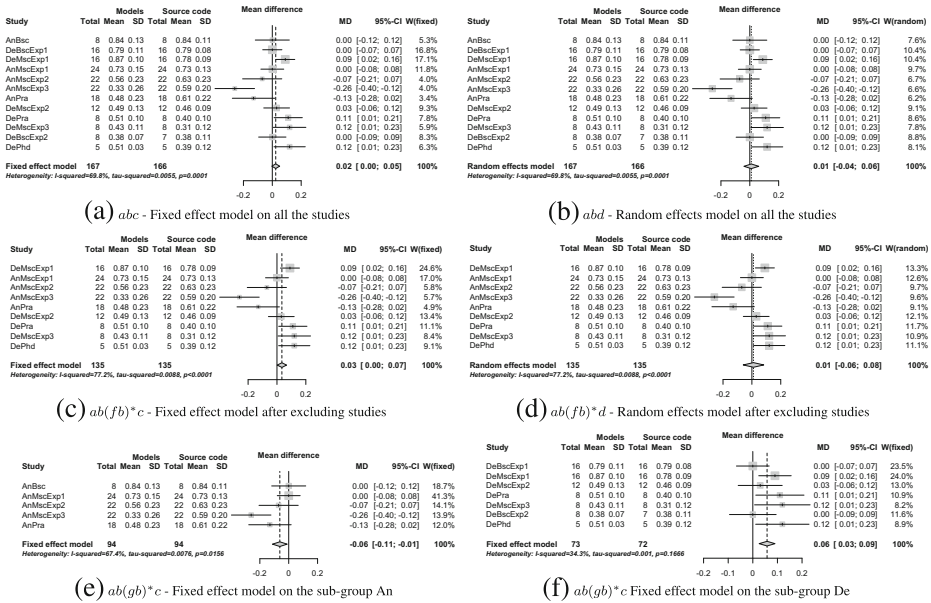 Models Source code Mean difference
Study Total Mean SD Total Mean SD MD 95%-CI W(fixed)
AnBsc 8 0.84 0.13 8 0.84 0.11 0.00 [-0.12; 0.12] 5.3%
DeBscExp1 16 0.79 0.11 16 0.79 0.08 0.00 [-0.07; 0.07] 16.8%
DeMscExp1 16 0.87 0.10 16 0.78 0.09 0.09 [ 0.02; 0.16] 17.1%
AnMscExp1 24 0.73 0.15 24 0.73 0.13 0.00 [-0.08; 0.08] 11.8%
AnMscExp2 22 0.56 0.23 22 0.63 0.23 -0.07 [-0.21; 0.07] 4.0%
AnMscExp3 22 0.33 0.26 22 0.59 0.20 -0.26 [-0.40; -0.12] 4.0%
AnPra 18 0.48 0.23 18 0.61 0.22 -0.13 [-0.28; 0.02] 3.4%
DeMscExp2 12 0.49 0.13 12 0.46 0.09 0.03 [-0.06; 0.12] 9.3%
DePra 8 0.51 0.10 8 0.40 0.10 0.11 [ 0.01; 0.21] 7.8%
DeMscExp3 8 0.43 0.11 8 0.31 0.12 0.12 [ 0.01; 0.23] 5.9%
DeBscExp2 8 0.38 0.07 7 0.38 0.11 0.00 [-0.09; 0.09] 8.3%
DePhd 5 0.51 0.03 5 0.39 0.12 0.12 [ 0.01; 0.23] 6.3%
Fixed effect model 167 166 0.02 [ 0.00; 0.05] 100%
Heterogeneity: I-squared=69.8%, tau-squared=0.0055, p=0.0001
-0.2 0 0.2
(a) abc - Fixed effect model on all the studies
Models Source code Mean difference
Study Total Mean SD Total Mean SD MD 95%-CI W(random)
AnBsc 8 0.84 0.13 8 0.84 0.11 0.00 [-0.12; 0.12] 7.6%
DeBscExp1 16 0.79 0.11 16 0.79 0.08 0.00 [-0.07; 0.07] 10.4%
DeMscExp1 16 0.87 0.10 16 0.78 0.09 0.09 [ 0.02; 0.16] 10.4%
AnMscExp1 24 0.73 0.15 24 0.73 0.13 0.00 [-0.08; 0.08] 9.7%
AnMscExp2 22 0.56 0.23 22 0.63 0.23 -0.07 [-0.21; 0.07] 6.7%
AnMscExp3 22 0.33 0.26 22 0.59 0.20 -0.26 [-0.40; -0.12] 6.7%
AnPra 18 0.48 0.23 18 0.61 0.22 -0.13 [-0.28; 0.02] 6.2%
DeMscExp2 12 0.49 0.13 12 0.46 0.09 0.03 [-0.06; 0.12] 9.1%
DePra 8 0.51 0.10 8 0.40 0.10 0.11 [ 0.01; 0.21] 8.6%
DeMscExp3 8 0.43 0.11 8 0.31 0.12 0.12 [ 0.01; 0.23]
DeBscExp2 8 0.38 0.07 7 0.38 0.11 0.00 [-0.09; 0.09]
DePhd 5 0.51 0.03 5 0.39 0.12 0.12 [ 0.01; 0.23]
Random effects model 167 166 0.01 [-0.04; 0.06] 100%
Heterogeneity: I-squared=69.8%, tau-squared=0.0055, p=0.0001
-0.2 0 0.2
(b) abd - Random effects model on all the studies
Models Source code Mean difference
Study Total Mean SD Total Mean SD MD 95%-CI W(fixed)
DeMscExp1 16 0.87 0.10 16 0.78 0.09 0.09 [ 0.02; 0.16] 24.6%
AnMscExp1 24 0.73 0.15 24 0.73 0.13 0.00 [-0.08; 0.08] 17.0%
AnMscExp2 22 0.56 0.23 22 0.63 0.23 -0.07 [-0.21; 0.07] 5.8%
AnMscExp3 22 0.33 0.26 22 0.59 0.20 -0.26 [-0.40; -0.12] 5.7%
AnPra 18 0.48 0.23 18 0.61 0.22 -0.13 [-0.28; 0.02] 4.9%
DeMscExp2 12 0.49 0.13 12 0.46 0.09 0.03 [-0.06; 0.12] 13.4%
DePra 8 0.51 0.10 8 0.40 0.10 0.11 [ 0.01; 0.21] 11.1%
DeMscExp3 8 0.43 0.11 8 0.31 0.12 0.12 [ 0.01; 0.23] 8.4%
DePhd 5 0.51 0.03 5 0.39 0.12 0.12 [ 0.01; 0.23] 9.1%
Fixed effect model 135 135 0.03 [ 0.00; 0.07] 100%
Heterogeneity: I-squared=77.2%, tau-squared=0.0088, p<0.0001
-0.2 0 0.2
(c) ab(fb)*c - Fixed effect model after excluding studies
Models Source code Mean difference
Study Total Mean SD Total Mean SD MD 95%-CI W(random)
DeMscExp1 16 0.87 0.10 16 0.78 0.09 0.09 [ 0.02; 0.16] 13.3%
AnMscExp1 24 0.73 0.15 24 0.73 0.13 0.00 [-0.08; 0.08] 12.6%
AnMscExp2 22 0.56 0.23 22 0.63 0.23 -0.07 [-0.21; 0.07] 9.7%
AnMscExp3 22 0.33 0.26 22 0.59 0.20 -0.26 [-0.40; -0.12] 9.6%
AnPra 18 0.48 0.23 18 0.61 0.22 -0.13 [-0.28; 0.02] 9.1%
DeMscExp2 12 0.49 0.13 12 0.46 0.09 0.03 [-0.06; 0.12] 12.1%
DePra 8 0.51 0.10 8 0.40 0.10 0.11 [ 0.01; 0.21] 11.7%
DeMscExp3 8 0.43 0.11 8 0.31 0.12 0.12 [ 0.01; 0.23] 10.9%
DePhd 5 0.51 0.03 5 0.39 0.12 0.12 [ 0.01; 0.23] 11.1%
Random effects model 135 135 0.01 [-0.06; 0.08] 100%
Heterogeneity: I-squared=77.2%, tau-squared=0.0088, p<0.0001
-0.2 0 0.2
(d) ab(fb)*d - Random effects model after excluding studies
Models Source code Mean difference
Study Total Mean SD Total Mean SD MD 95%-CI W(fixed)
AnBsc 8 0.84 0.13 8 0.84 0.11 0.00 [-0.12; 0.12] 18.7%
AnMscExp1 24 0.73 0.15 24 0.73 0.13 0.00 [-0.08; 0.08] 41.3%
AnMscExp2 22 0.56 0.23 22 0.63 0.23 -0.07 [-0.21; 0.07] 14.1%
AnMscExp3 22 0.33 0.26 22 0.59 0.20 -0.26 [-0.40; -0.12] 13.9%
AnPra 18 0.48 0.23 18 0.61 0.22 -0.13 [-0.28; 0.02] 12.0%
Fixed effect model 94 94 -0.06 [-0.11; -0.01] 100%
Heterogeneity: I-squared=67.4%, tau-squared=0.0076, p=0.0156
-0.2 0 0.2
(e) ab(gb)*c - Fixed effect model on the sub-group An
Models Source code Mean difference
Study Total Mean SD Total Mean SD MD 95%-CI W(fixed)
DeBscExp1 16 0.79 0.11 16 0.79 0.08 0.00 [-0.07; 0.07] 23.5%
DeMscExp1 16 0.87 0.10 16 0.78 0.09 0.09 [ 0.02; 0.16] 24.0%
DeMscExp2 12 0.49 0.13 12 0.46 0.09 0.03 [-0.06; 0.12] 13.0%
DePra 8 0.51 0.10 8 0.40 0.10 0.11 [ 0.01; 0.21] 10.9%
DeMscExp3 8 0.43 0.11 8 0.31 0.12 0.12 [ 0.01; 0.23] 8.2%
DeBscExp2 8 0.38 0.07 7 0.38 0.11 0.00 [-0.09; 0.09] 11.6%
DePhd 5 0.51 0.03 5 0.39 0.12 0.12 [ 0.01; 0.23] 8.9%
Fixed effect model 73 72 0.06 [ 0.03; 0.09] 100%
Heterogeneity: I-squared=34.3%, tau-squared=0.001, p=0.1666
-0.2 -0.1 0 0.1 0.2
(f) ab(gb)*c Fixed effect model on the sub-group De